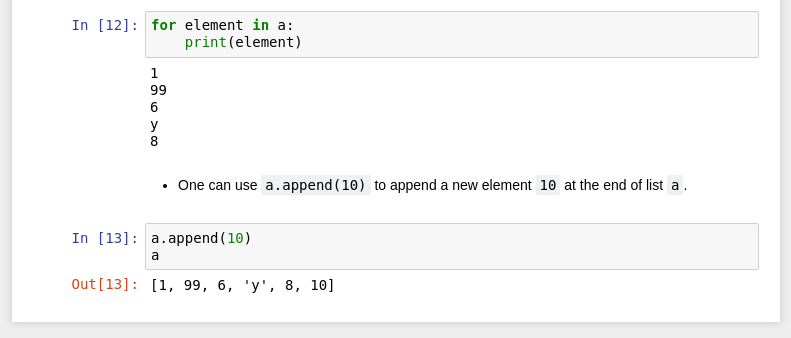 In [12]: for element in a:
    print(element)
1
99
6
y
8
• One can use a.append(10) to append a new element 10 at the end of list a.
In [13]: a.append(10)
a
Out[13]: [1, 99, 6, 'y', 8, 10]